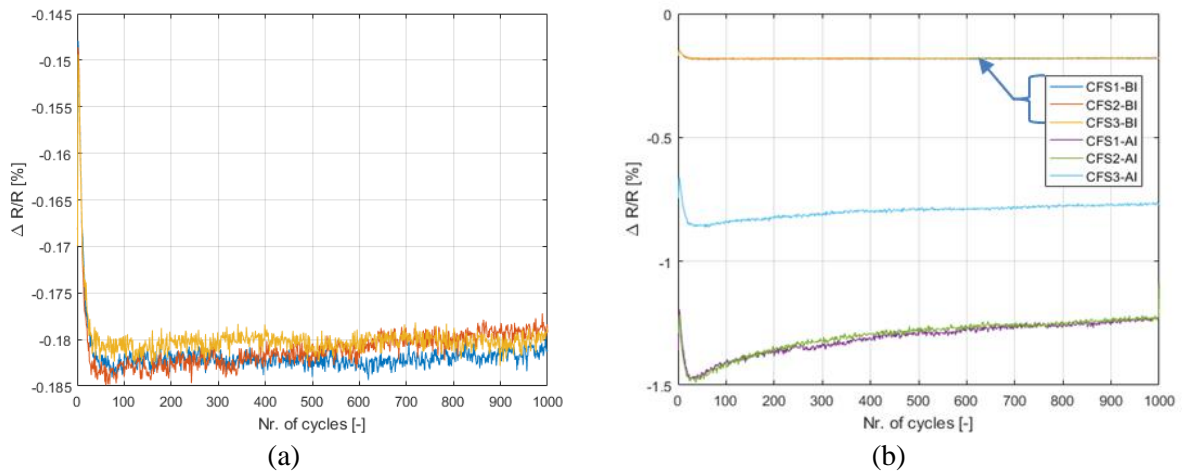 -0.145
-0.15
-0.155
-0.16
-0.165
-0.17
-0.175
-0.18
-0.185
Δ R/R [%]
0 100 200 300 400 500 600 700 800 900 1000
Nr. of cycles [-]
(a)
0
-0.5
-1
-1.5
Δ R/R [%]
CFS1-BI
CFS2-BI
CFS3-BI
CFS1-AI
CFS2-AI
CFS3-AI
0 100 200 300 400 500 600 700 800 900 1000
Nr. of cycles [-]
(b)